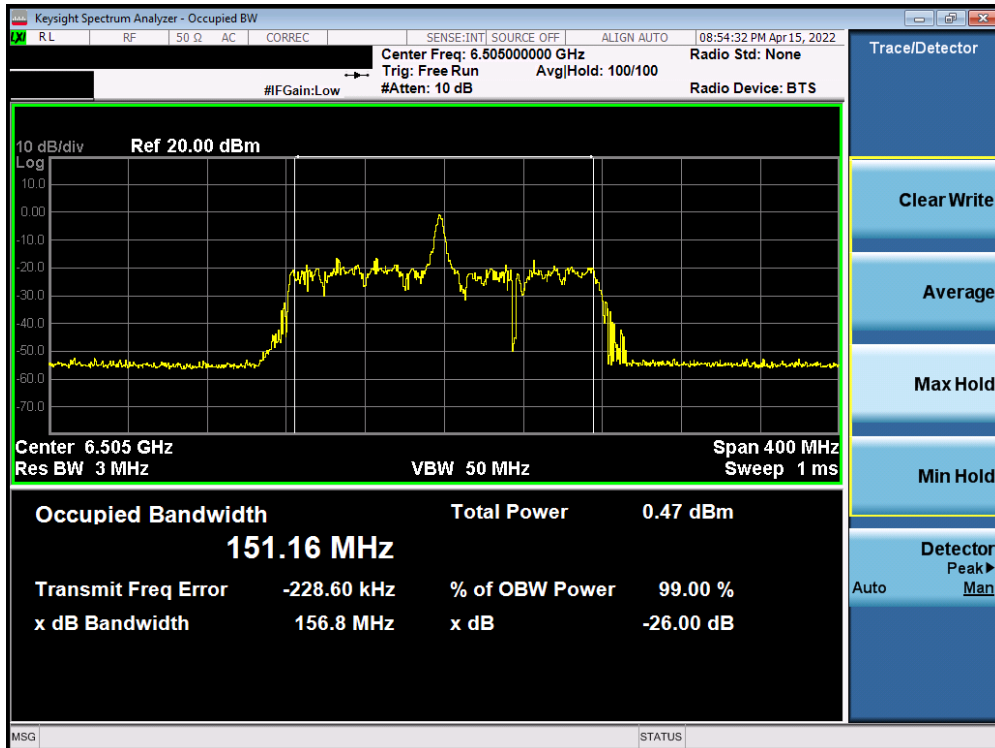 Keysight Spectrum Analyzer - Occupied BW
LXI RL RF 50 Ω AC CORREC SENSE:INT SOURCE OFF ALIGN AUTO 08:54:32 PM Apr 15, 2022
Center Freq: 6.505000000 GHz Radio Std: None
Trig: Free Run Avg|Hold: 100/100
#IFGain:Low #Atten: 10 dB Radio Device: BTS
10 dB/div Ref 20.00 dBm
Log
10.0
0.00
-10.0
-20.0
-30.0
-40.0
-50.0
-60.0
-70.0
Center 6.505 GHz Span 400 MHz
Res BW 3 MHz VBW 50 MHz Sweep 1 ms
Occupied Bandwidth Total Power 0.47 dBm
151.16 MHz
Transmit Freq Error -228.60 kHz % of OBW Power 99.00 %
x dB Bandwidth 156.8 MHz x dB -26.00 dB
MSG STATUS
Trace/Detector
Clear Write
Average
Max Hold
Min Hold
Detector
Peak▶
Auto Man